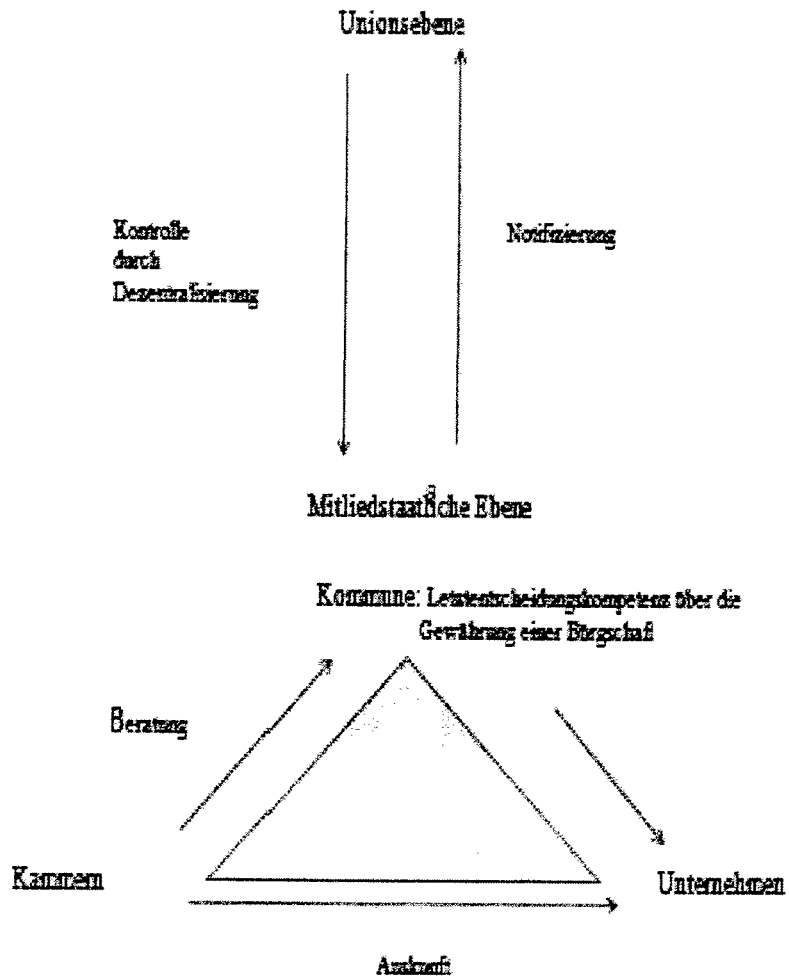 Unionsebene
Kontrolle
durch
Dezentralisierung
Notifizierung
Mitliedstaatliche Ebene
Kommune: Letztentscheidungskompetenz über die
Gewährung einer Bürgschaft
Beratung
Kammern
Unternehmen
Auskunft